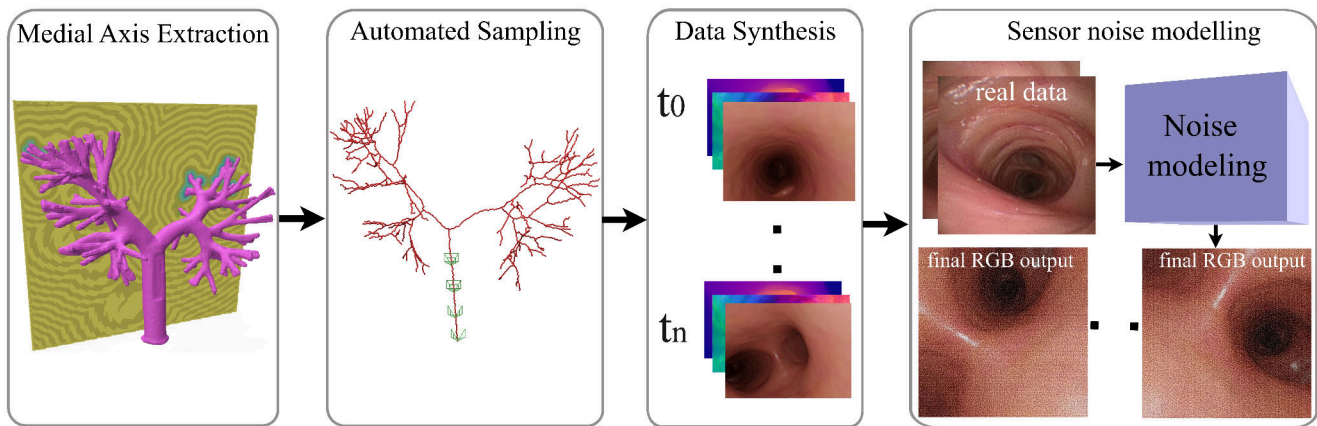 Medial Axis Extraction
Automated Sampling
Data Synthesis
t0
tn
Sensor noise modelling
real data
Noise
modeling
final RGB output
final RGB output